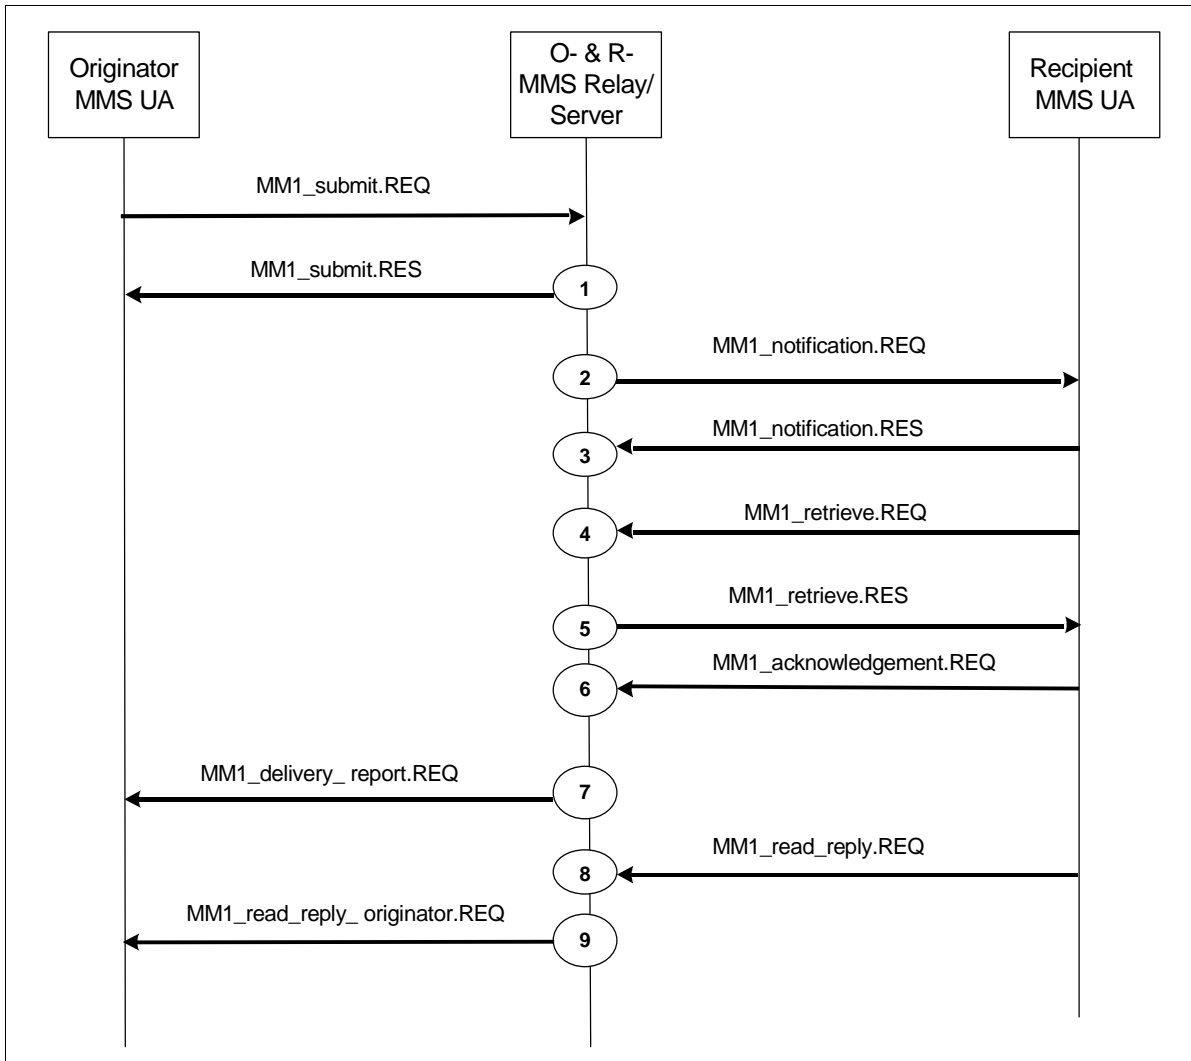 Originator
MMS UA
O- & R-
MMS Relay/
Server
Recipient
MMS UA
MM1_submit.REQ
MM1_submit.RES
1
MM1_notification.REQ
2
MM1_notification.RES
3
MM1_retrieve.REQ
4
MM1_retrieve.RES
5
MM1_acknowledgement.REQ
6
MM1_delivery_ report.REQ
7
MM1_read_reply.REQ
8
MM1_read_reply_ originator.REQ
9